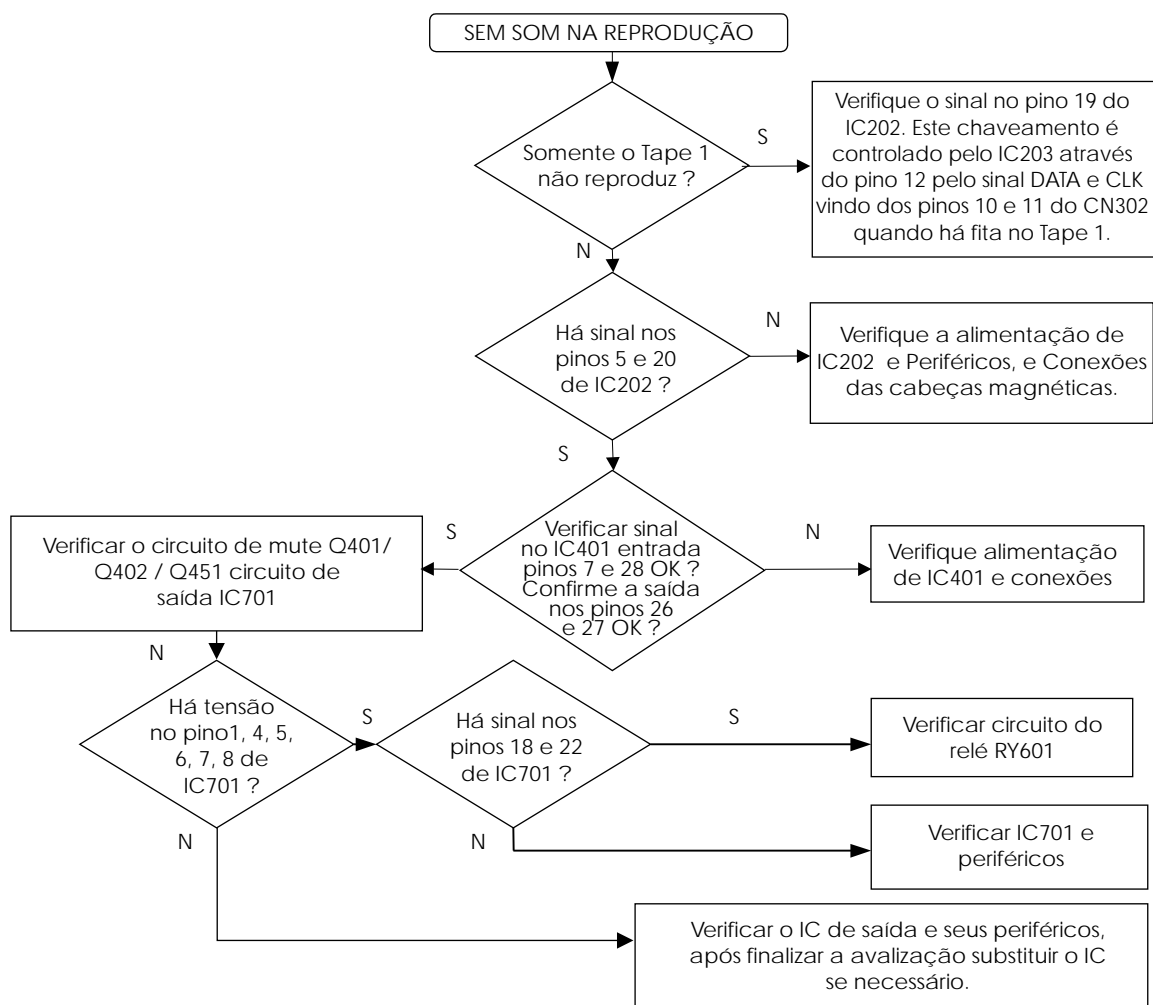 SEM SOM NA REPRODUÇÃO
Somente o Tape 1
não reproduz ?
S
Verifique o sinal no pino 19 do
IC202. Este chaveamento é
controlado pelo IC203 através
do pino 12 pelo sinal DATA e CLK
vindo dos pinos 10 e 11 do CN302
quando há fita no Tape 1.
N
Há sinal nos
pinos 5 e 20
de IC202 ?
N
Verifique a alimentação de
IC202 e Periféricos, e Conexões
das cabeças magnéticas.
S
Verificar sinal
no IC401 entrada
pinos 7 e 28 OK ?
Confirme a saída
nos pinos 26
e 27 OK ?
N
Verifique alimentação
de IC401 e conexões
S
Verificar o circuito de mute Q401/
Q402 / Q451 circuito de
saída IC701
N
Há tensão
no pino1, 4, 5,
6, 7, 8 de
IC701 ?
S
Há sinal nos
pinos 18 e 22
de IC701 ?
S
Verificar circuito do
relé RY601
N
Verificar IC701 e
periféricos
N
Verificar o IC de saída e seus periféricos,
após finalizar a avalização substituir o IC
se necessário.